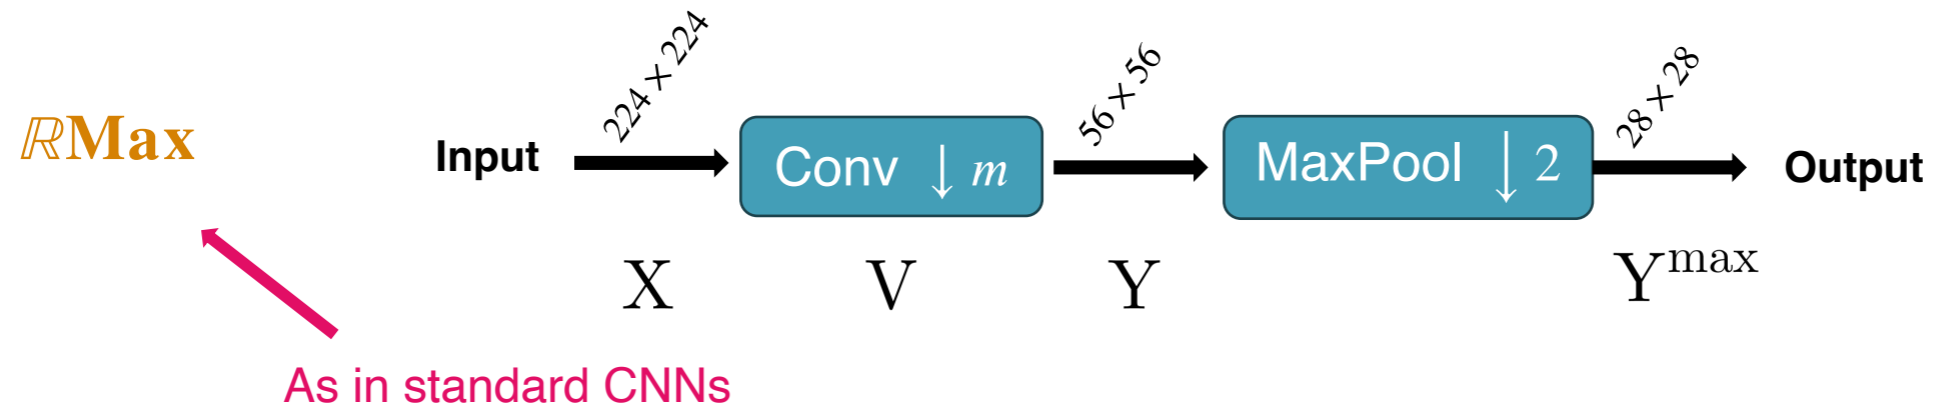 ℝMax
Input
224 × 224
Conv ↓ m
56 × 56
MaxPool ↓ 2
28 × 28
Output
X
V
Y
Y^max
As in standard CNNs